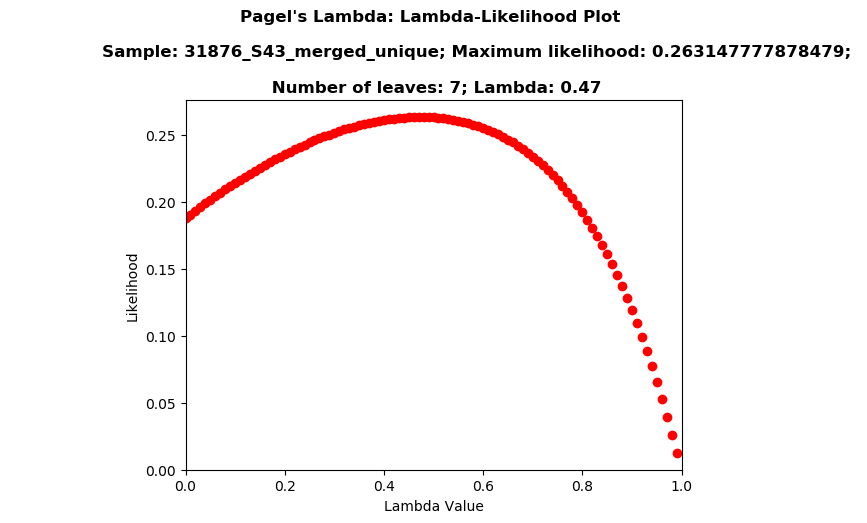 Pagel's Lambda: Lambda-Likelihood Plot
Sample: 31876_S43_merged_unique; Maximum likelihood: 0.263147777878479;
Number of leaves: 7; Lambda: 0.47
0.25
0.20
0.15
0.10
0.05
0.00
Likelihood
0.0 0.2 0.4 0.6 0.8 1.0
Lambda Value